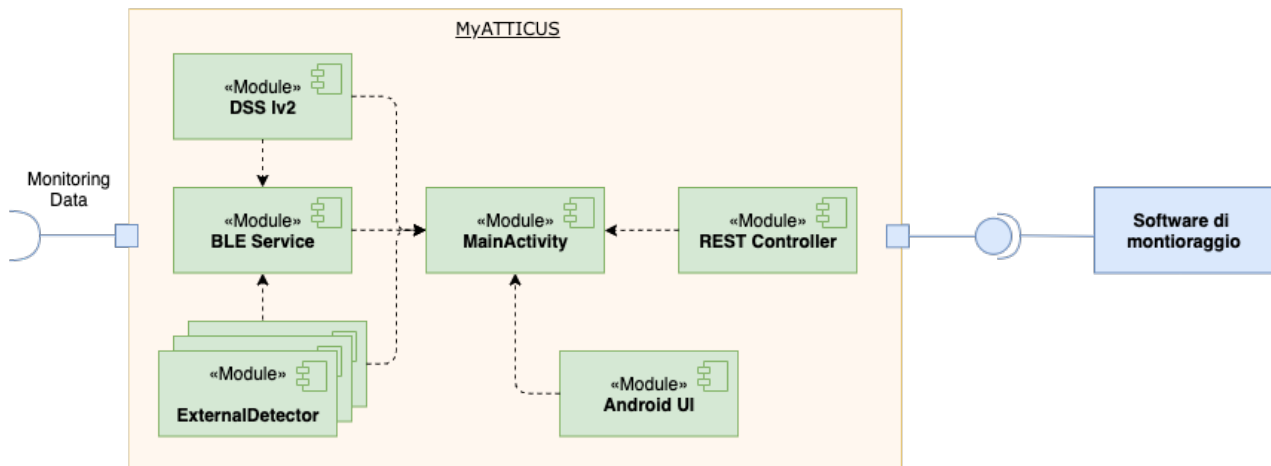 MyATTICUS
«Module»
DSS lv2
Monitoring
Data
«Module»
BLE Service
«Module»
MainActivity
«Module»
REST Controller
Software di
montioraggio
«Module»
ExternalDetector
«Module»
Android UI